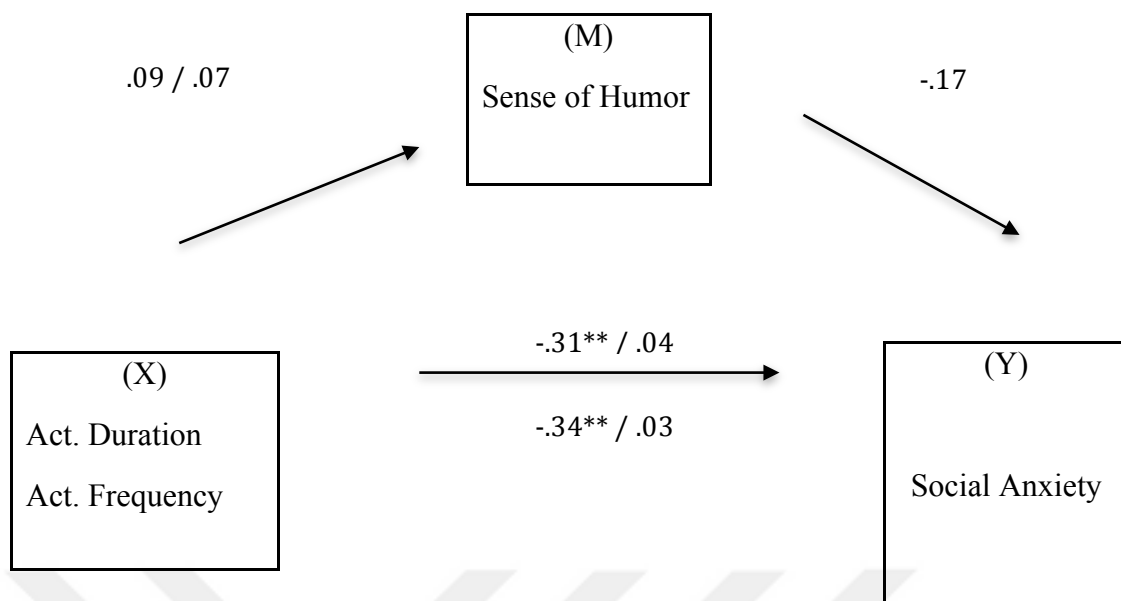 (M)
Sense of Humor
.09 / .07
-.17
-.31** / .04
-.34** / .03
(X)
Act. Duration
Act. Frequency
(Y)
Social Anxiety